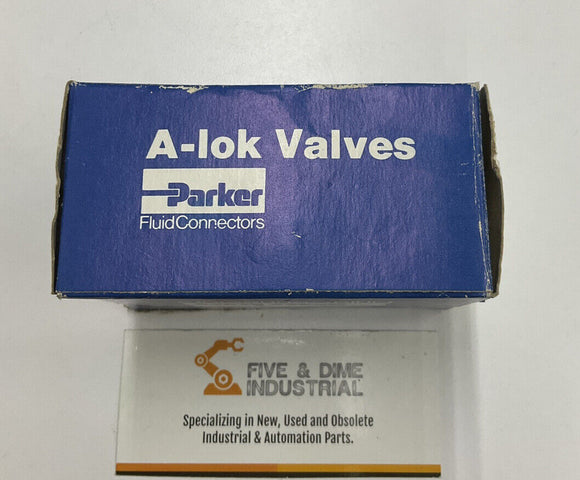 A-lok Valves
Parker
FluidConnectors
FIVE & DIME
INDUSTRIAL
Specializing in New, Used and Obsolete
Industrial & Automation Parts.